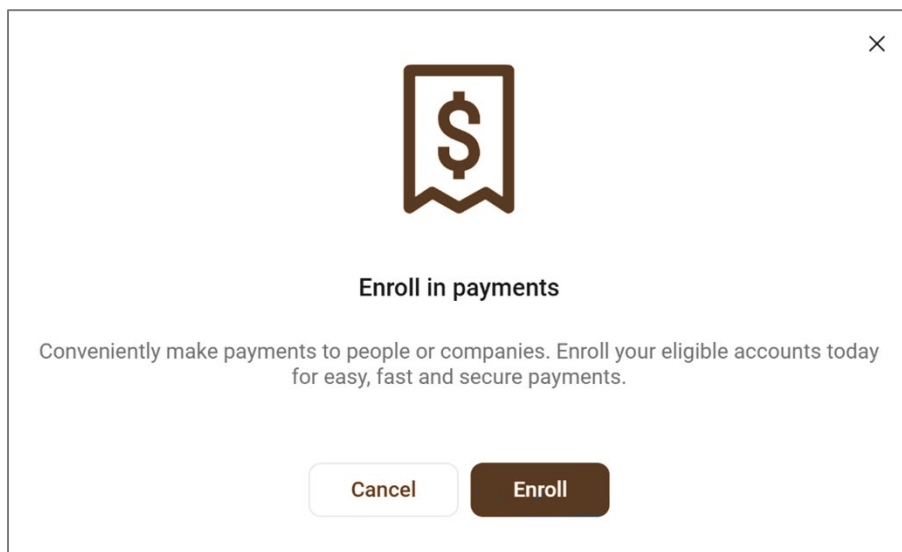 $
Enroll in payments
Conveniently make payments to people or companies. Enroll your eligible accounts today
for easy, fast and secure payments.
Cancel Enroll